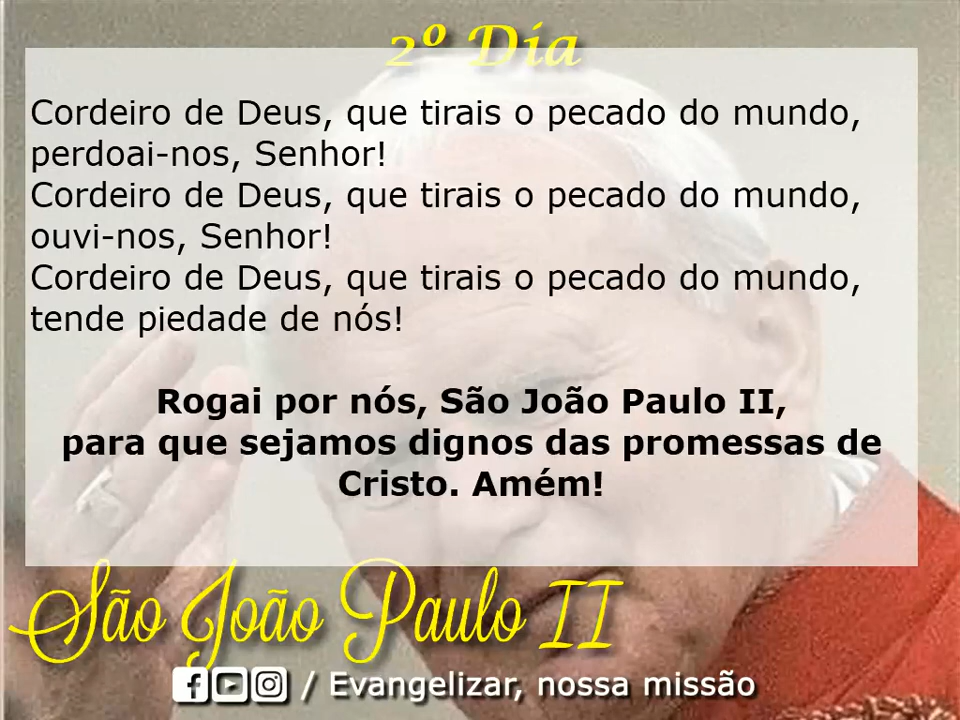 2º Dia
Cordeiro de Deus, que tirais o pecado do mundo,
perdoai-nos, Senhor!
Cordeiro de Deus, que tirais o pecado do mundo,
ouvi-nos, Senhor!
Cordeiro de Deus, que tirais o pecado do mundo,
tende piedade de nós!
Rogai por nós, São João Paulo II,
para que sejamos dignos das promessas de
Cristo. Amém!
São João Paulo II
/ Evangelizar, nossa missão